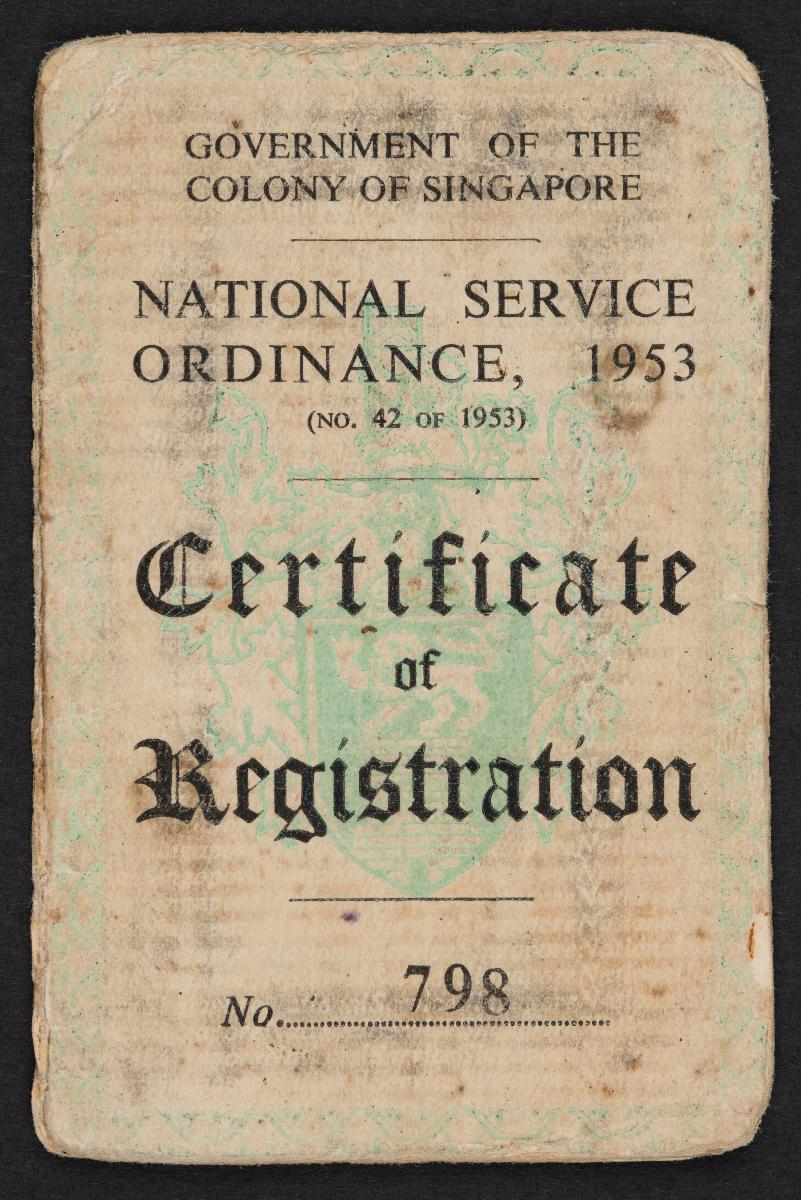 GOVERNMENT OF THE
COLONY OF SINGAPORE
NATIONAL SERVICE
ORDINANCE, 1953
(NO. 42 OF 1953)
Certificate
of
Registration
No. 798